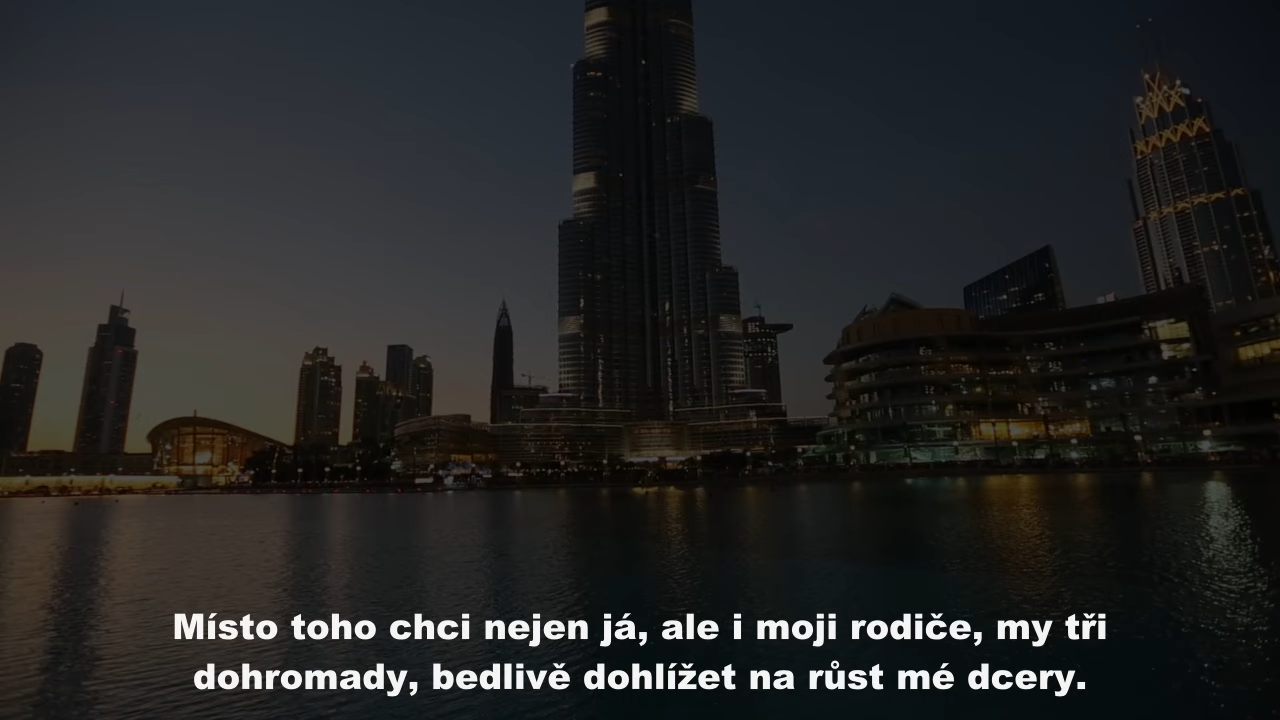 Místo toho chci nejen já, ale i moji rodiče, my tři
dohromady, bedlivě dohlížet na růst mé dcery.